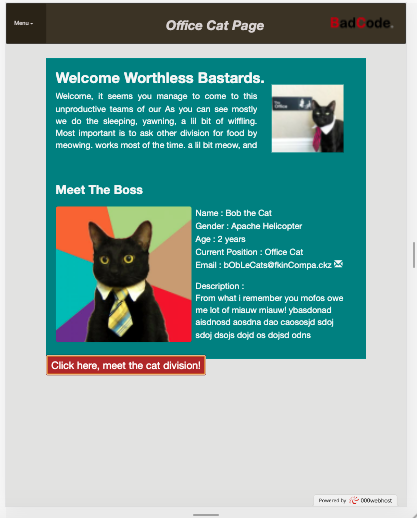 Menu
Office Cat Page
BadCode.
Welcome Worthless Bastards.
Welcome, it seems you manage to come to this
unproductive teams of our As you can see mostly
we do the sleeping, yawning, a lil bit of wiffling.
Most important is to ask other division for food by
meowing. works most of the time. a lil bit meow, and
Meet The Boss
Name : Bob the Cat
Gender : Apache Helicopter
Age : 2 years
Current Position : Office Cat
Email : bObLeCats@fkinCompa.ckz
Description :
From what i remember you mofos owe
me lot of miauw miauw! ybasdonad
aisdnosd aosdna dao caososjd sdoj
sdoj dsojs dojd os dojsd odns
Click here, meet the cat division!
Powered by 000webhost